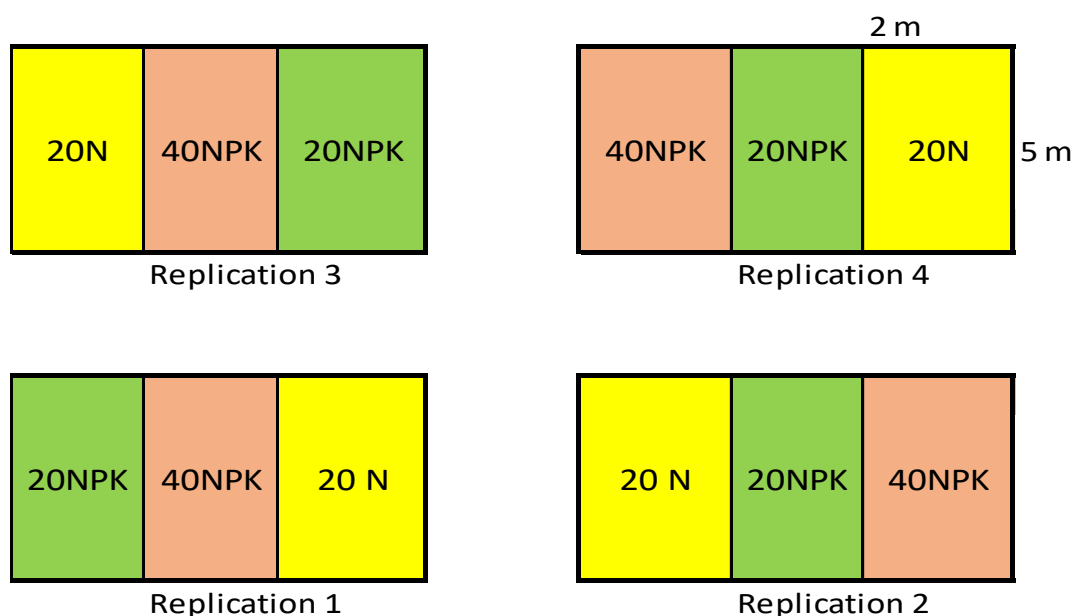 2 m
20N 40NPK 20NPK
40NPK 20NPK 20N
5 m
Replication 3
Replication 4
20NPK 40NPK 20 N
20 N 20NPK 40NPK
Replication 1
Replication 2